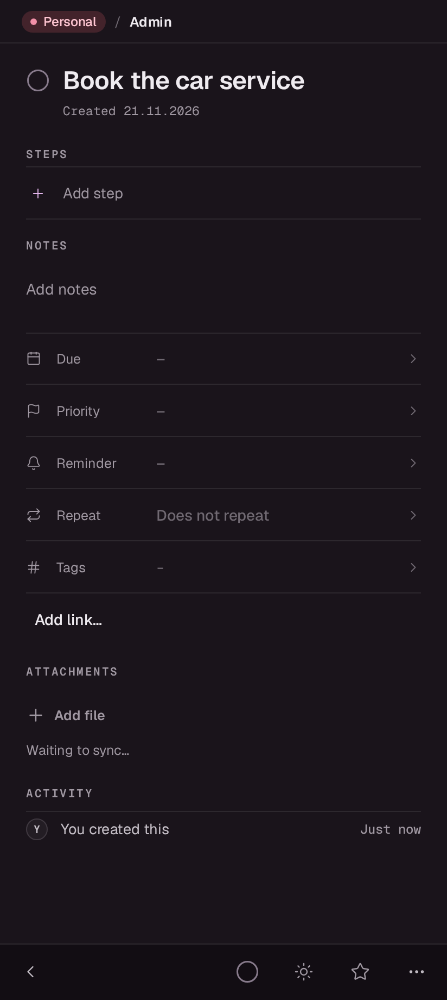 Personal / Admin
Book the car service
Created 21.11.2026
STEPS
+ Add step
NOTES
Add notes
Due –
Priority –
Reminder –
Repeat Does not repeat
Tags –
Add link...
ATTACHMENTS
+ Add file
Waiting to sync...
ACTIVITY
Y You created this Just now